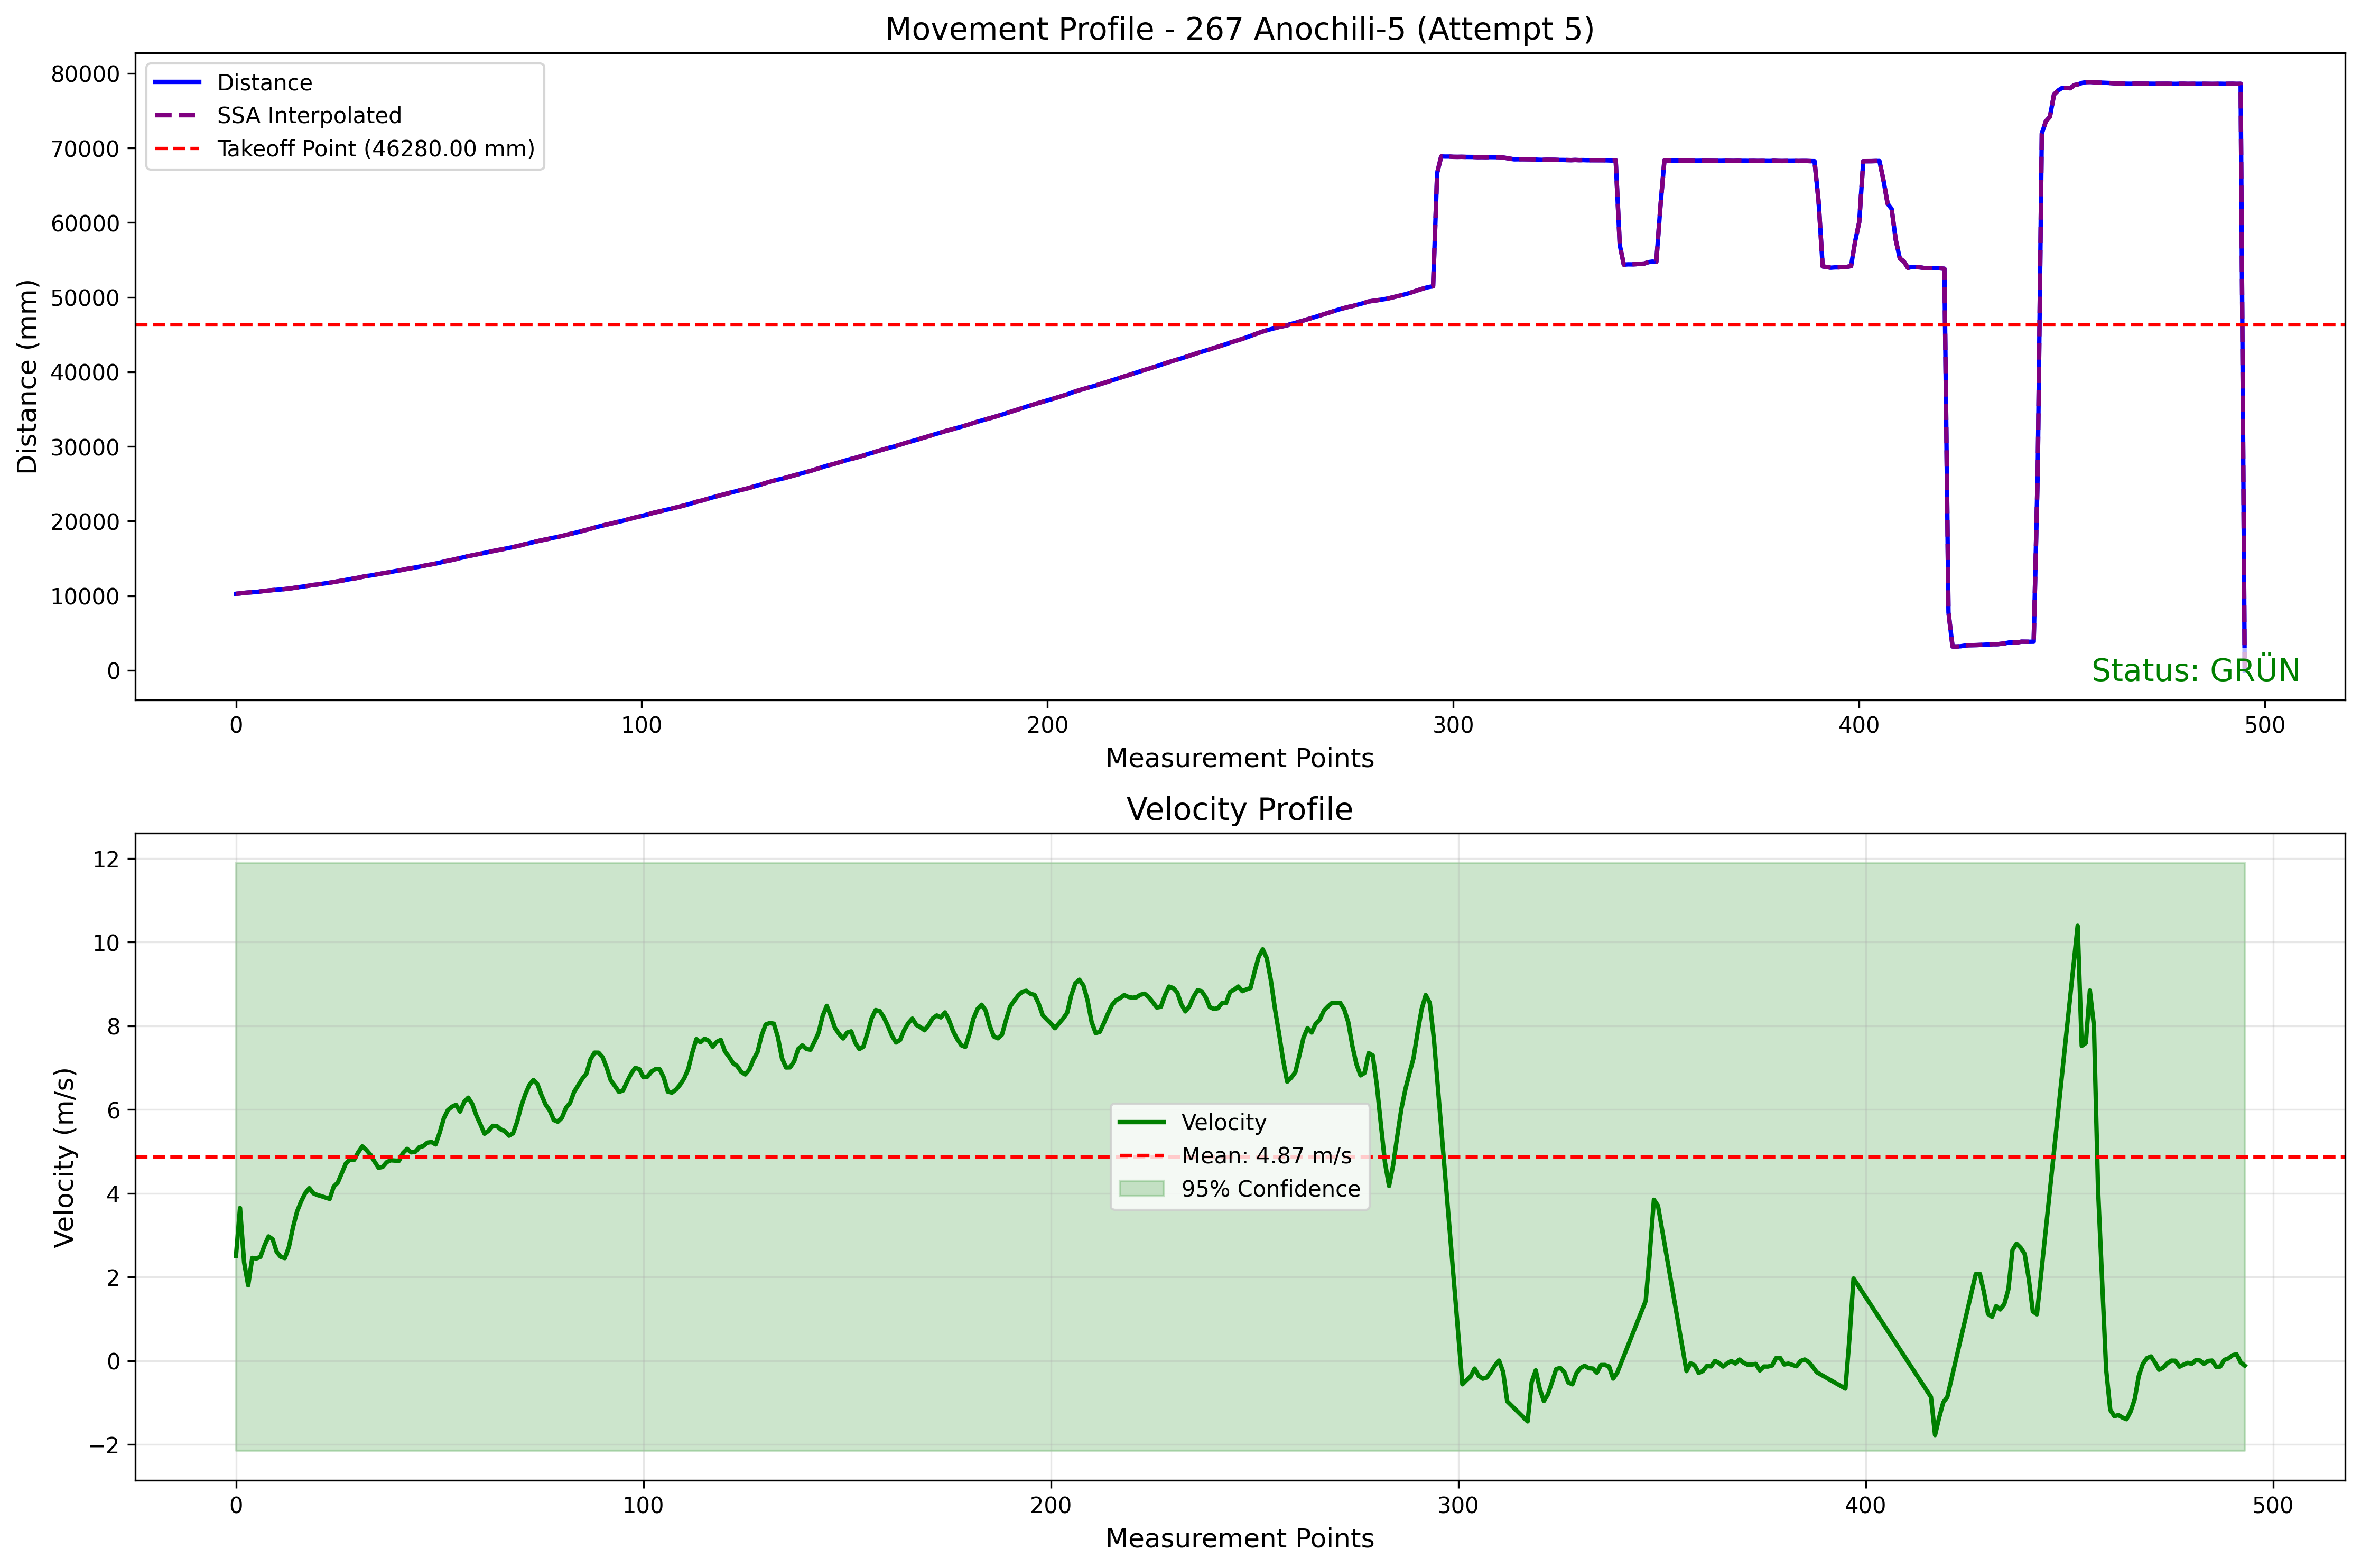 Movement Profile - 267 Anochili-5 (Attempt 5)
Distance (mm)
80000
70000
60000
50000
40000
30000
20000
10000
0
Distance
SSA Interpolated
Takeoff Point (46280.00 mm)
Status: GRÜN
0
100
200
300
400
500
Measurement Points
Velocity Profile
Velocity (m/s)
12
10
8
6
4
2
0
−2
Velocity
Mean: 4.87 m/s
95% Confidence
0
100
200
300
400
500
Measurement Points